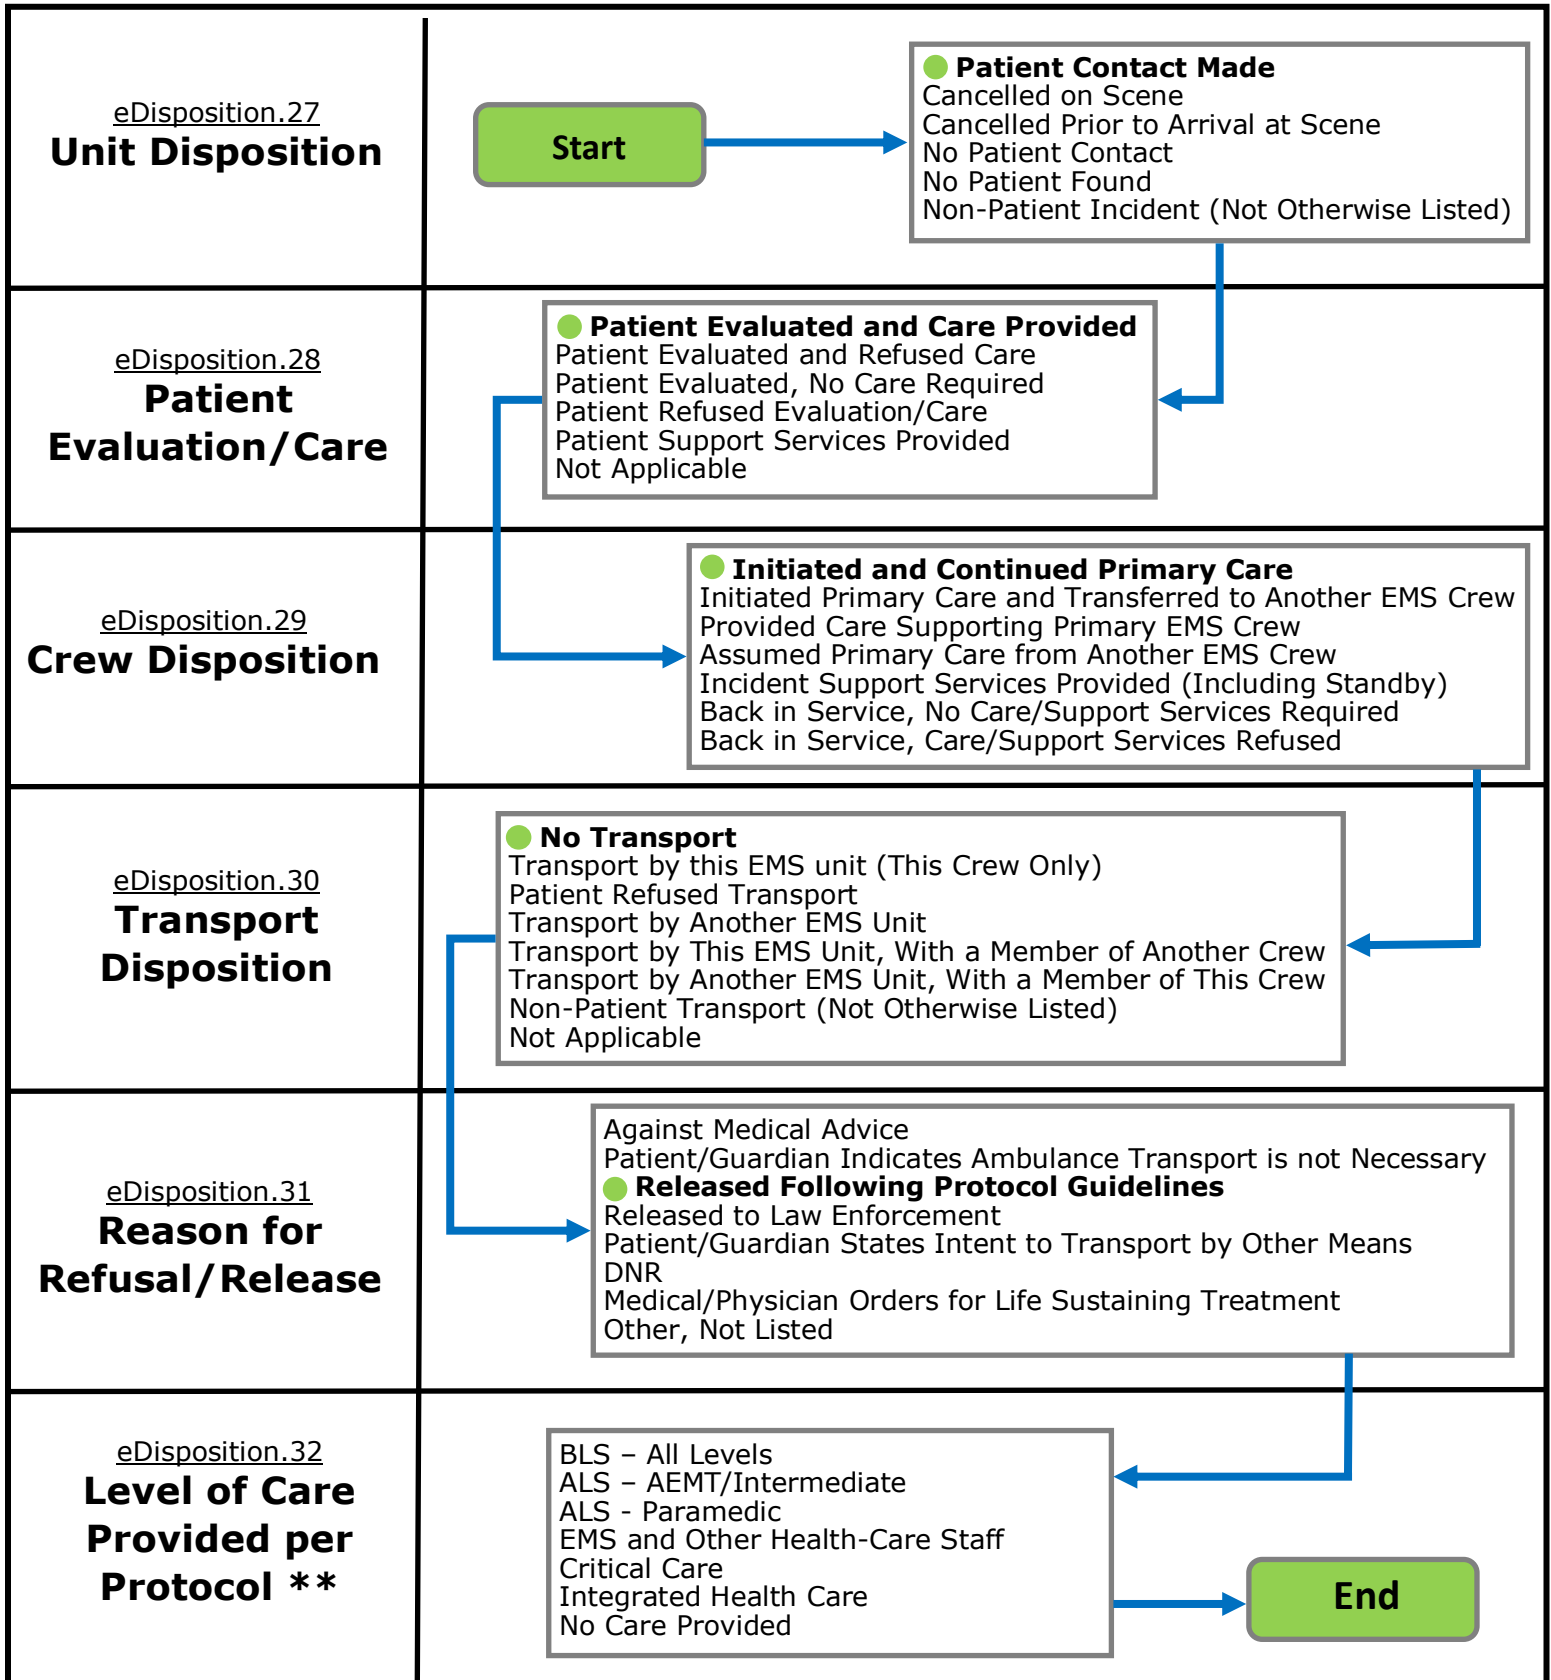 eDisposition.27
Unit Disposition
Start
Patient Contact Made
Cancelled on Scene
Cancelled Prior to Arrival at Scene
No Patient Contact
No Patient Found
Non-Patient Incident (Not Otherwise Listed)
eDisposition.28
Patient
Evaluation/Care
Patient Evaluated and Care Provided
Patient Evaluated and Refused Care
Patient Evaluated, No Care Required
Patient Refused Evaluation/Care
Patient Support Services Provided
Not Applicable
eDisposition.29
Crew Disposition
Initiated and Continued Primary Care
Initiated Primary Care and Transferred to Another EMS Crew
Provided Care Supporting Primary EMS Crew
Assumed Primary Care from Another EMS Crew
Incident Support Services Provided (Including Standby)
Back in Service, No Care/Support Services Required
Back in Service, Care/Support Services Refused
eDisposition.30
Transport
Disposition
No Transport
Transport by this EMS unit (This Crew Only)
Patient Refused Transport
Transport by Another EMS Unit
Transport by This EMS Unit, With a Member of Another Crew
Transport by Another EMS Unit, With a Member of This Crew
Non-Patient Transport (Not Otherwise Listed)
Not Applicable
eDisposition.31
Reason for
Refusal/Release
Against Medical Advice
Patient/Guardian Indicates Ambulance Transport is not Necessary
Released Following Protocol Guidelines
Released to Law Enforcement
Patient/Guardian States Intent to Transport by Other Means
DNR
Medical/Physician Orders for Life Sustaining Treatment
Other, Not Listed
eDisposition.32
Level of Care
Provided per
Protocol **
BLS – All Levels
ALS – AEMT/Intermediate
ALS - Paramedic
EMS and Other Health-Care Staff
Critical Care
Integrated Health Care
No Care Provided
End